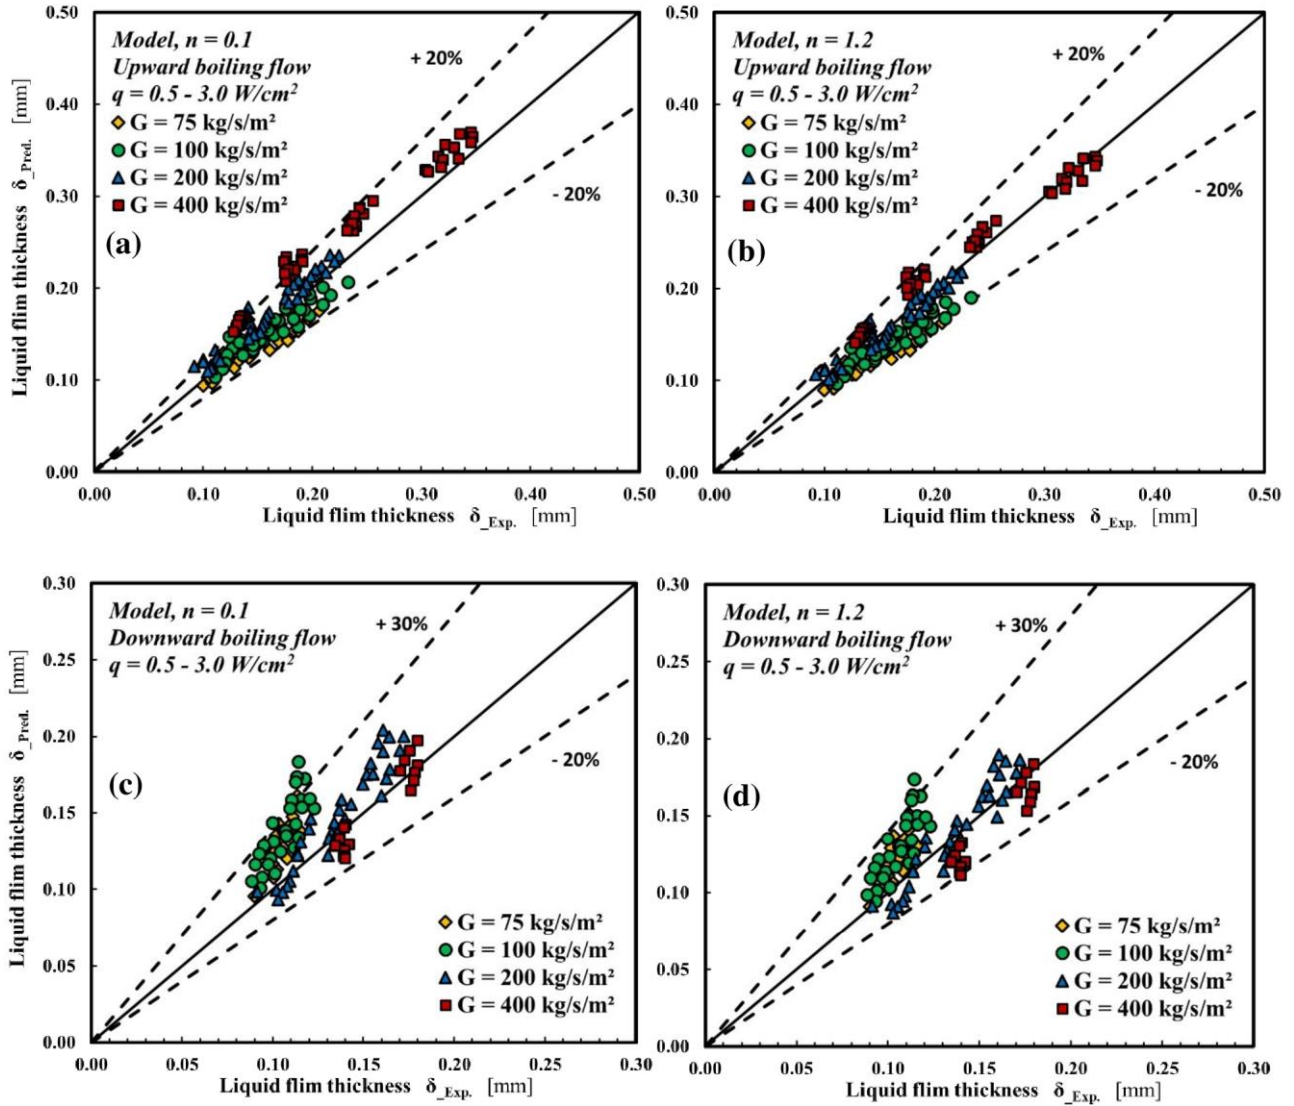 Model, n = 0.1
Upward boiling flow
q = 0.5 - 3.0 W/cm²
G = 75 kg/s/m²
G = 100 kg/s/m²
G = 200 kg/s/m²
G = 400 kg/s/m²
(a)
+ 20%
- 20%
0.50
0.40
0.30
0.20
0.10
0.00
0.00 0.10 0.20 0.30 0.40 0.50
Liquid flim thickness δ_Pred. [mm]
Liquid flim thickness δ_Exp. [mm]
Model, n = 1.2
Upward boiling flow
q = 0.5 - 3.0 W/cm²
G = 75 kg/s/m²
G = 100 kg/s/m²
G = 200 kg/s/m²
G = 400 kg/s/m²
(b)
+ 20%
- 20%
0.50
0.40
0.30
0.20
0.10
0.00
0.00 0.10 0.20 0.30 0.40 0.50
Liquid flim thickness δ_Exp. [mm]
Model, n = 0.1
Downward boiling flow
q = 0.5 - 3.0 W/cm²
+ 30%
- 20%
(c)
G = 75 kg/s/m²
G = 100 kg/s/m²
G = 200 kg/s/m²
G = 400 kg/s/m²
0.30
0.25
0.20
0.15
0.10
0.05
0.00
0.00 0.05 0.10 0.15 0.20 0.25 0.30
Liquid flim thickness δ_Pred. [mm]
Liquid flim thickness δ_Exp. [mm]
Model, n = 1.2
Downward boiling flow
q = 0.5 - 3.0 W/cm²
+ 30%
- 20%
(d)
G = 75 kg/s/m²
G = 100 kg/s/m²
G = 200 kg/s/m²
G = 400 kg/s/m²
0.30
0.25
0.20
0.15
0.10
0.05
0.00
0.00 0.05 0.10 0.15 0.20 0.25 0.30
Liquid flim thickness δ_Exp. [mm]